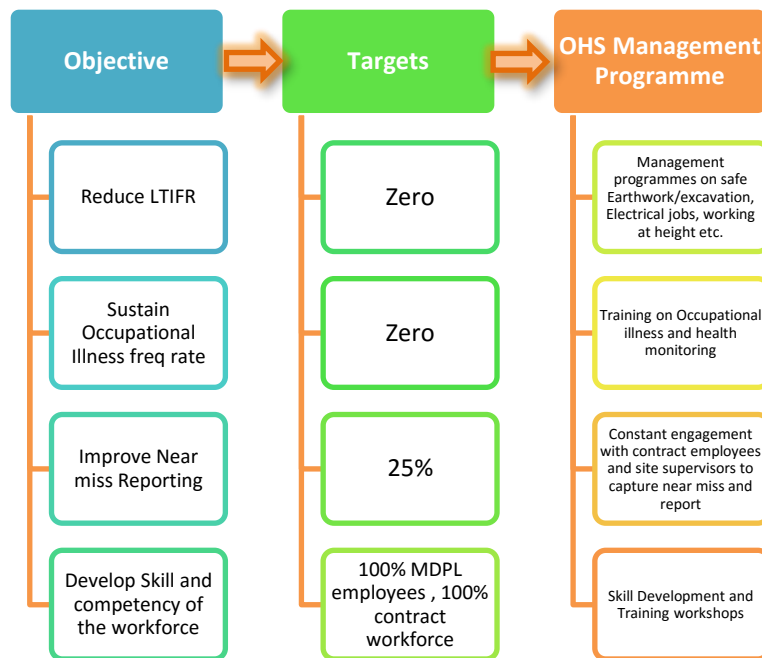 Objective
Targets
OHS Management
Programme
Reduce LTIFR
Zero
Management
programmes on safe
Earthwork/excavation,
Electrical jobs, working
at height etc.
Sustain
Occupational
Illness freq rate
Zero
Training on Occupational
illness and health
monitoring
Improve Near
miss Reporting
25%
Constant engagement
with contract employees
and site supervisors to
capture near miss and
report
Develop Skill and
competency of
the workforce
100% MDPL
employees , 100%
contract
workforce
Skill Development and
Training workshops